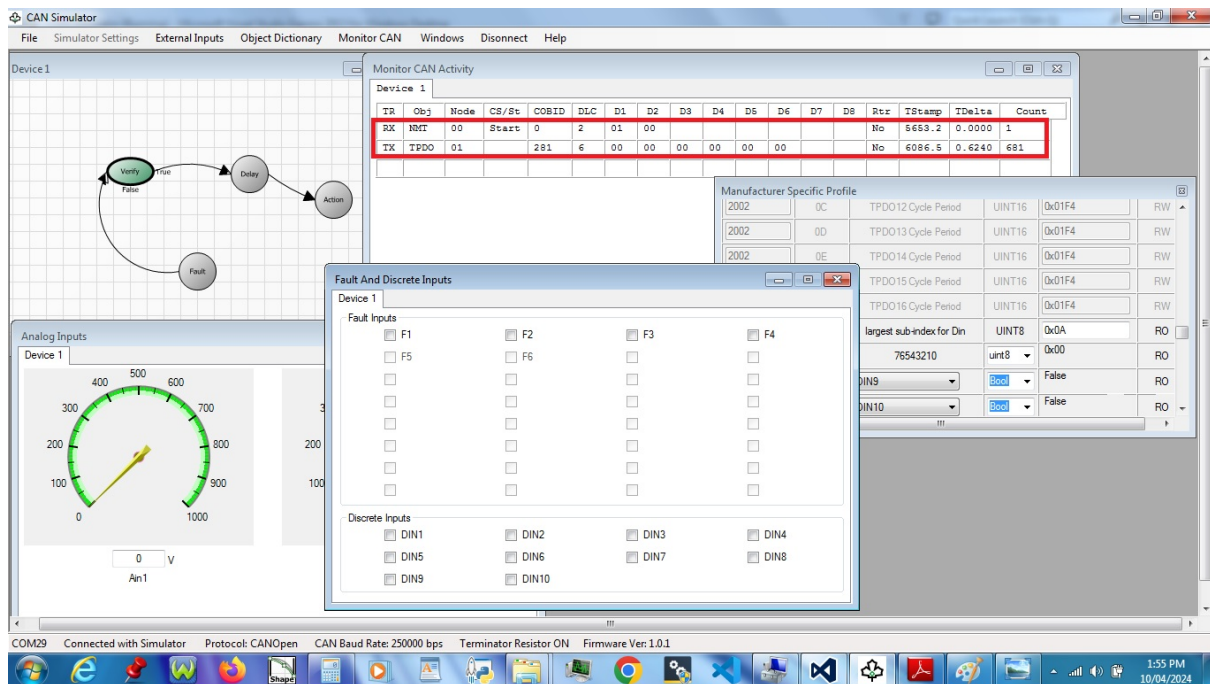 CAN Simulator
File Simulator Settings External Inputs Object Dictionary Monitor CAN Windows Disonnect Help
Device 1
Verify
True
False
Delay
Action
Fault
Monitor CAN Activity
Device 1
TR Obj Node CS/St COBID DLC D1 D2 D3 D4 D5 D6 D7 D8 Rtr TStamp TDelta Count
RX NMT 00 Start 0 2 01 00 No 5653.2 0.0000 1
TX TPDO 01 281 6 00 00 00 00 00 00 No 6086.5 0.6240 681
Manufacturer Specific Profile
2002 0C TPDO12 Cycle Period UINT16 0x01F4 RW
2002 0D TPDO13 Cycle Period UINT16 0x01F4 RW
2002 0E TPDO14 Cycle Period UINT16 0x01F4 RW
TPDO15 Cycle Period UINT16 0x01F4 RW
TPDO16 Cycle Period UINT16 0x01F4 RW
largest sub-index for Din UINT8 0x0A RO
76543210 uint8 0x00 RO
DIN9 Bool False RO
DIN10 Bool False RO
Fault And Discrete Inputs
Device 1
Fault Inputs
F1 F2 F3 F4
F5 F6
Discrete Inputs
DIN1 DIN2 DIN3 DIN4
DIN5 DIN6 DIN7 DIN8
DIN9 DIN10
Analog Inputs
Device 1
0 100 200 300 400 500 600 700 800 900 1000
0 V
Ain1
200
COM29 Connected with Simulator Protocol: CANOpen CAN Baud Rate: 250000 bps Terminator Resistor ON Firmware Ver: 1.0.1
Shape
1:55 PM
10/04/2024